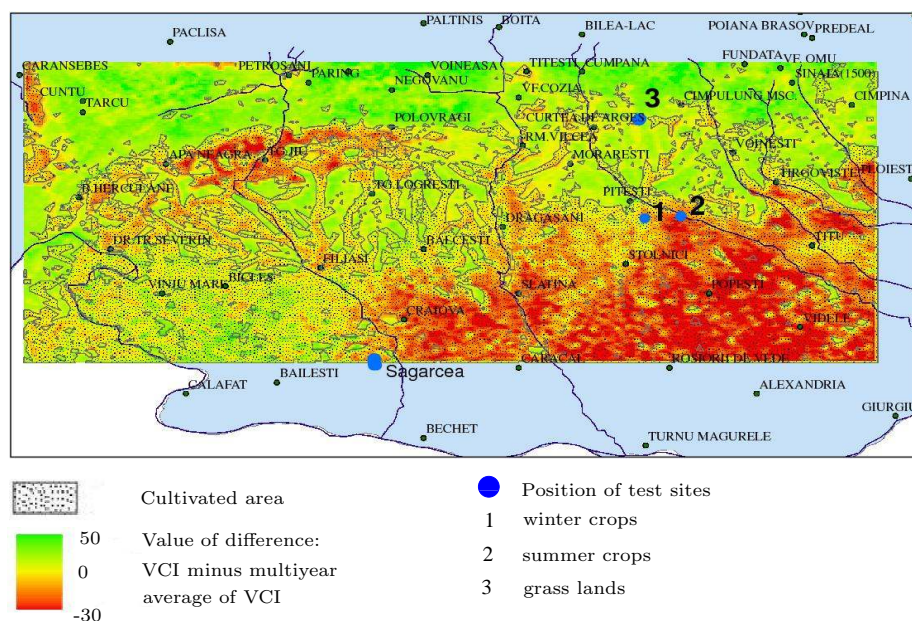 PALTINIS
BOITA
BILEA-LAC
POIANA BRASOV
PREDEAL
PACLISA
FUNDATA
VF. OMU
CARANSEBES
PETROSANI
PARING
VOINEASA
TITESTI
CUMPANA
SINAIA(1500)
CUNTU
TARCU
NEGOVANU
VF.COZIA
3
CIMPULUNG MSC.
CIMPINA
POLOVRAGI
CURTEA DE ARGES
RM.VILCEA
VOINESTI
APA NEAGRA
TG.JIU
MORARESTI
PLOIESTI
B.HERCULANE
TG.LOGRESTI
PITESTI
TIRGOVISTE
1
2
DRAGASANI
DR.TR.SEVERIN
BALCESTI
TITU
FILIASI
STOLNICI
VINJU MARE
BICLES
SLATINA
POPESTI
CRAIOVA
VIDELE
CARACAL
ROSIORII DE VEDE
Sagarcea
BAILESTI
CALAFAT
ALEXANDRIA
GIURGIU
BECHET
TURNU MAGURELE
Cultivated area
50
0
-30
Value of difference:
VCI minus multiyear
average of VCI
Position of test sites
1 winter crops
2 summer crops
3 grass lands